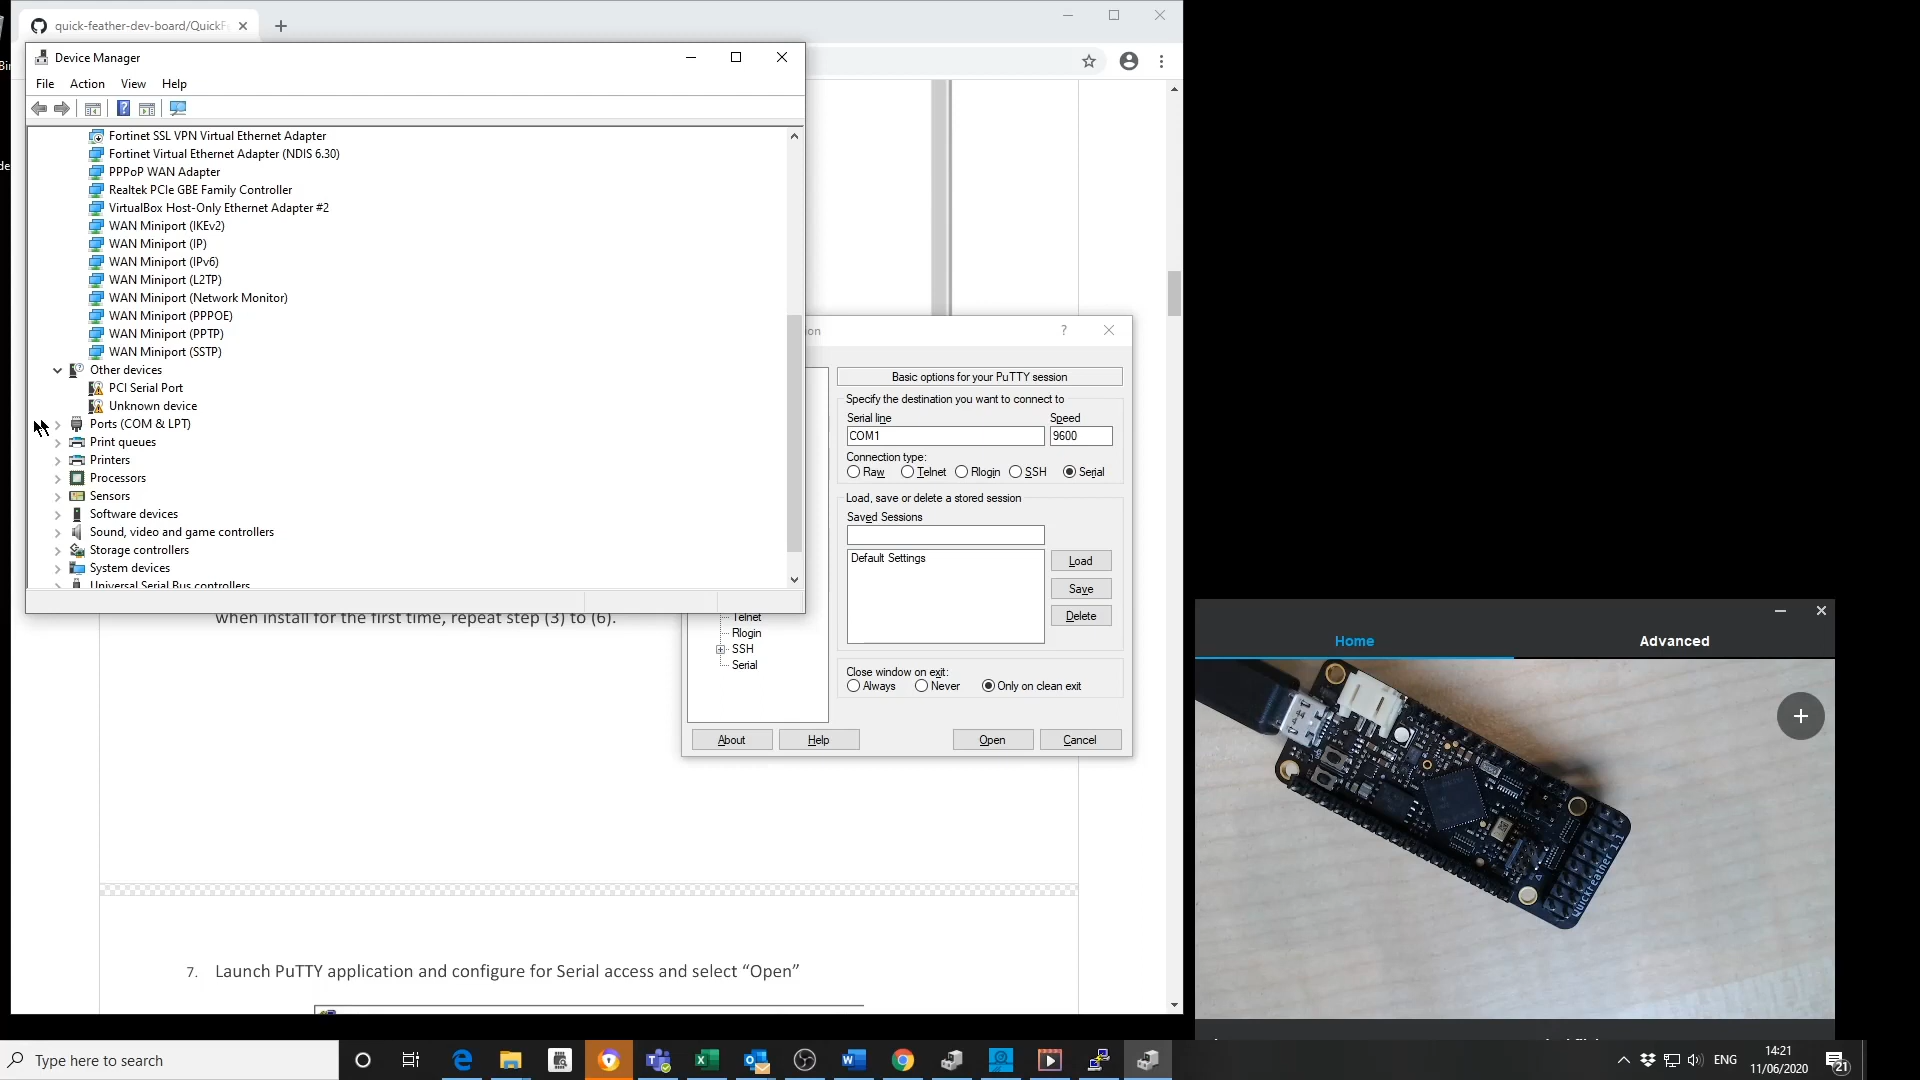 quick-feather-dev-board/QuickF
Device Manager
File Action View Help
Fortinet SSL VPN Virtual Ethernet Adapter
Fortinet Virtual Ethernet Adapter (NDIS 6.30)
PPPoP WAN Adapter
Realtek PCIe GBE Family Controller
VirtualBox Host-Only Ethernet Adapter #2
WAN Miniport (IKEv2)
WAN Miniport (IP)
WAN Miniport (IPv6)
WAN Miniport (L2TP)
WAN Miniport (Network Monitor)
WAN Miniport (PPPOE)
WAN Miniport (PPTP)
WAN Miniport (SSTP)
Other devices
PCI Serial Port
Unknown device
Ports (COM & LPT)
Print queues
Printers
Processors
Sensors
Software devices
Sound, video and game controllers
Storage controllers
System devices
Universal Serial Bus controllers
Basic options for your PuTTY session
Specify the destination you want to connect to
Serial line Speed
COM1 9600
Connection type:
Raw Telnet Rlogin SSH Serial
Load, save or delete a stored session
Saved Sessions
Default Settings
Load
Save
Delete
Close window on exit:
Always Never Only on clean exit
Telnet
Rlogin
SSH
Serial
About Help Open Cancel
when install for the first time, repeat step (3) to (6).
7. Launch PuTTY application and configure for Serial access and select “Open”
Home Advanced
QuickFeather 1.1
Type here to search
ENG
14:21
11/06/2020
21